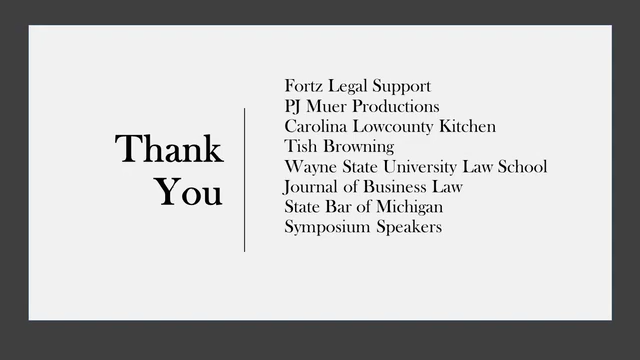 Thank
You
Fortz Legal Support
PJ Muer Productions
Carolina Lowcounty Kitchen
Tish Browning
Wayne State University Law School
Journal of Business Law
State Bar of Michigan
Symposium Speakers